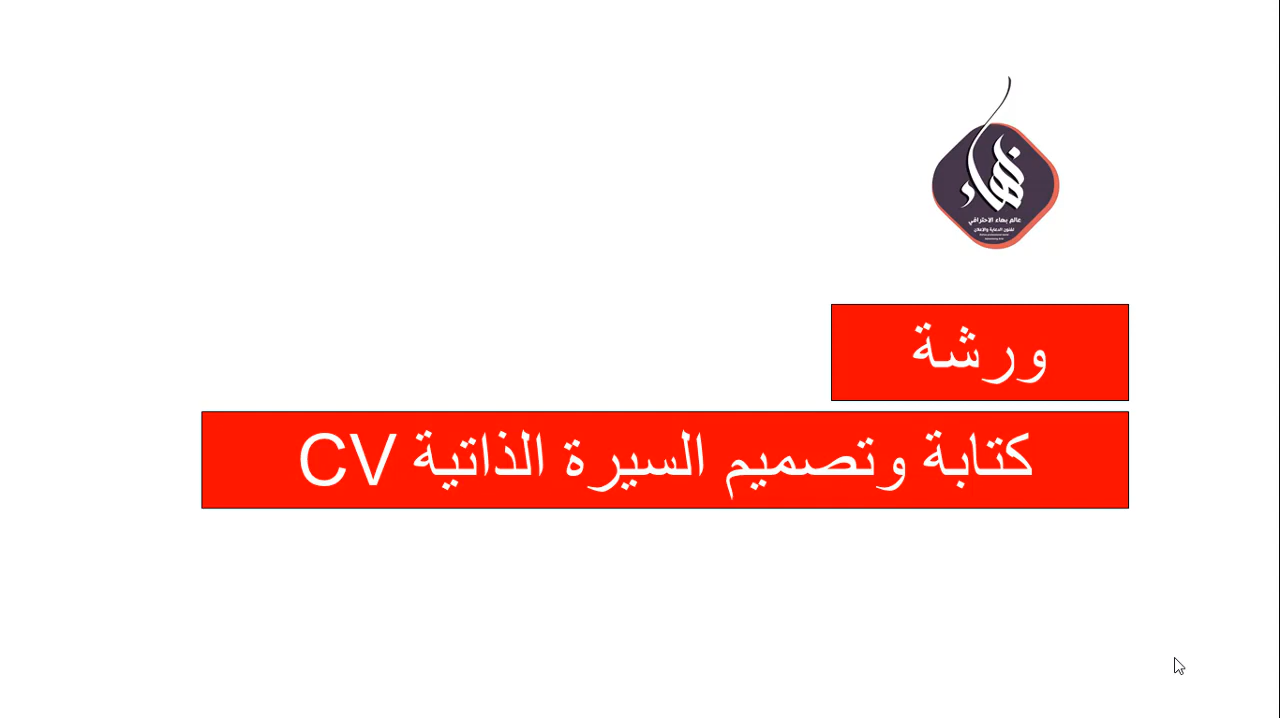 بهاء
عالم بهاء الاحترافي
لفنون الدعاية والإعلان
ورشة
كتابة وتصميم السيرة الذاتية CV